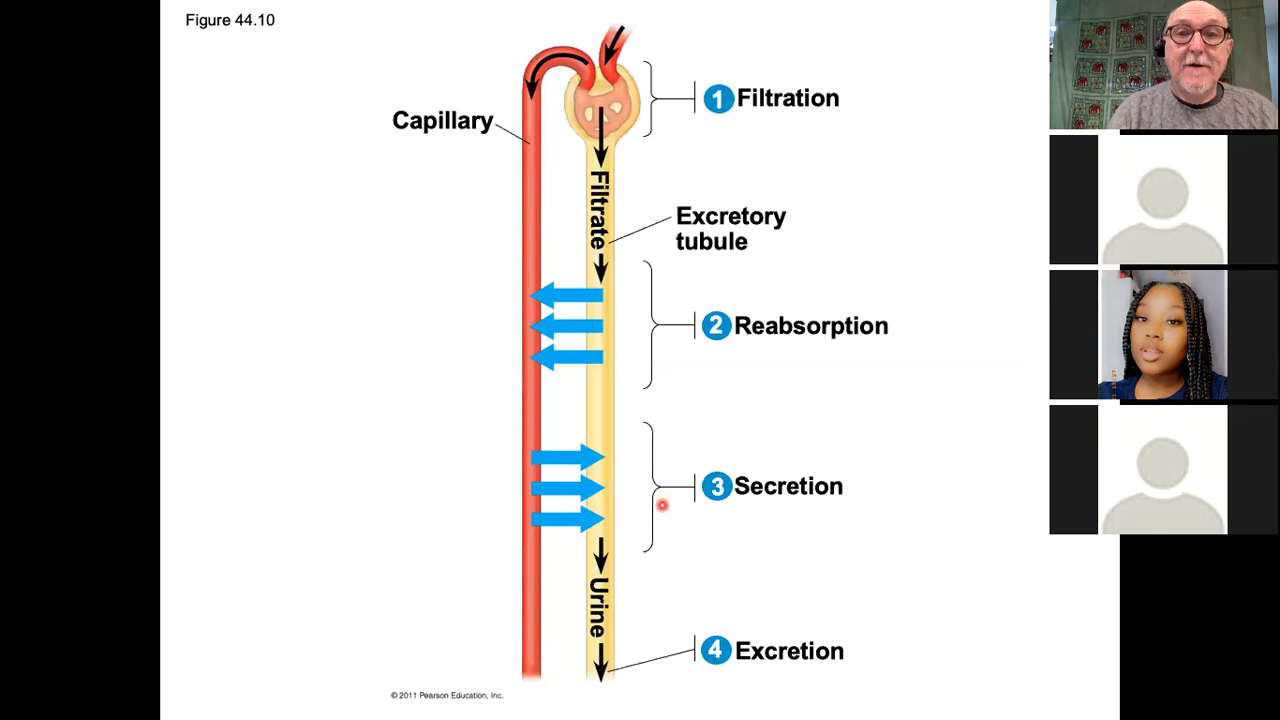 Figure 44.10
1 Filtration
Capillary
Filtrate
Excretory
tubule
2 Reabsorption
3 Secretion
Urine
4 Excretion
© 2011 Pearson Education, Inc.